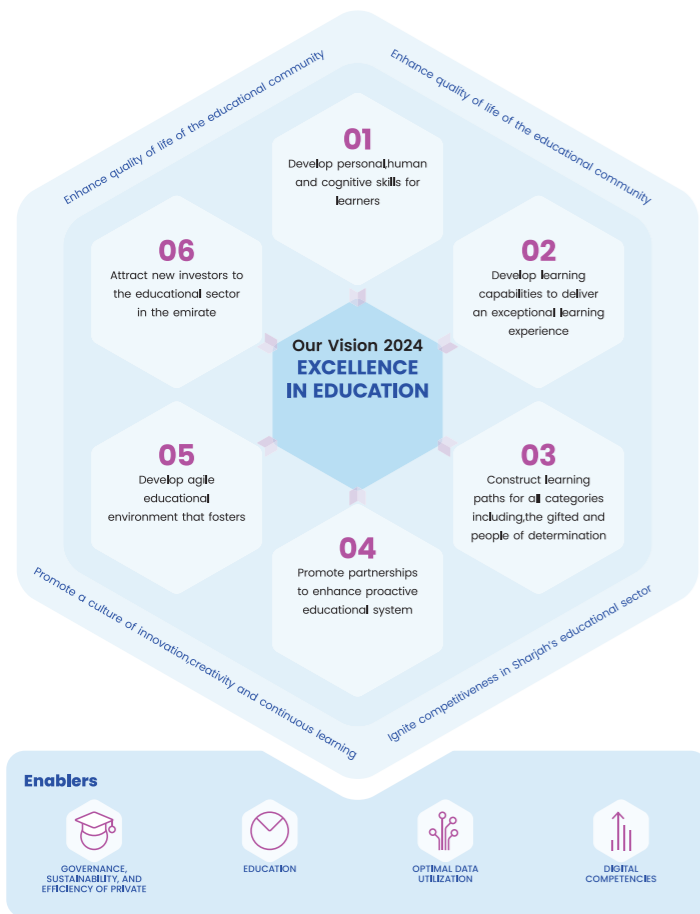 Enhance quality of life of the educational community
Enhance quality of life of the educational community
01
Develop personal,human
and cognitive skills for
learners
06
Attract new investors to
the educational sector
in the emirate
02
Develop learning
capabilities to deliver
an exceptional learning
experience
Our Vision 2024
EXCELLENCE
IN EDUCATION
05
Develop agile
educational
environment that fosters
03
Construct learning
paths for all categories
including,the gifted and
people of determination
04
Promote partnerships
to enhance proactive
educational system
Promote a culture of innovation,creativity and continuous learning
Ignite competitiveness in Sharjah's educational sector
Enablers
GOVERNANCE,
SUSTAINABILITY, AND
EFFICIENCY OF PRIVATE
EDUCATION
OPTIMAL DATA
UTILIZATION
DIGITAL
COMPETENCIES